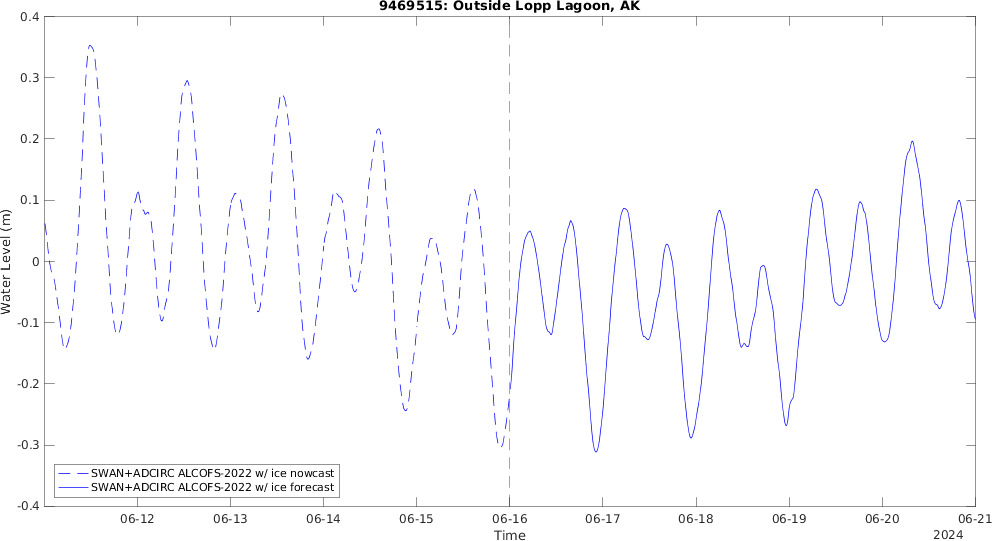 9469515: Outside Lopp Lagoon, AK
0.4
0.3
0.2
0.1
0
-0.1
-0.2
-0.3
-0.4
Water Level (m)
SWAN+ADCIRC ALCOFS-2022 w/ ice nowcast
SWAN+ADCIRC ALCOFS-2022 w/ ice forecast
06-12 06-13 06-14 06-15 06-16 06-17 06-18 06-19 06-20 06-21
Time
2024